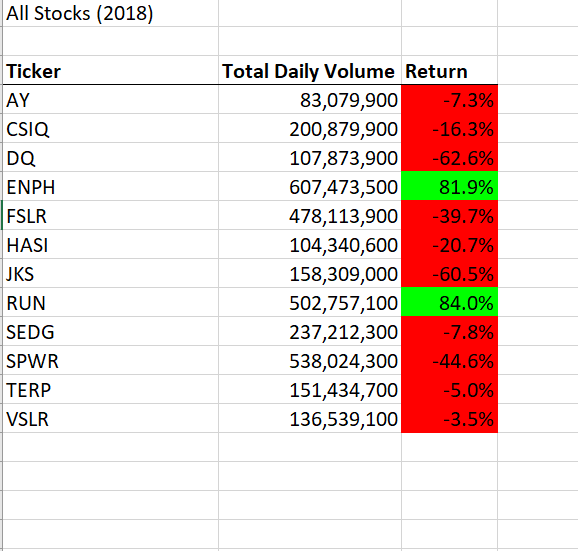 All Stocks (2018)
Ticker Total Daily Volume Return
AY 83,079,900 -7.3%
CSIQ 200,879,900 -16.3%
DQ 107,873,900 -62.6%
ENPH 607,473,500 81.9%
FSLR 478,113,900 -39.7%
HASI 104,340,600 -20.7%
JKS 158,309,000 -60.5%
RUN 502,757,100 84.0%
SEDG 237,212,300 -7.8%
SPWR 538,024,300 -44.6%
TERP 151,434,700 -5.0%
VSLR 136,539,100 -3.5%